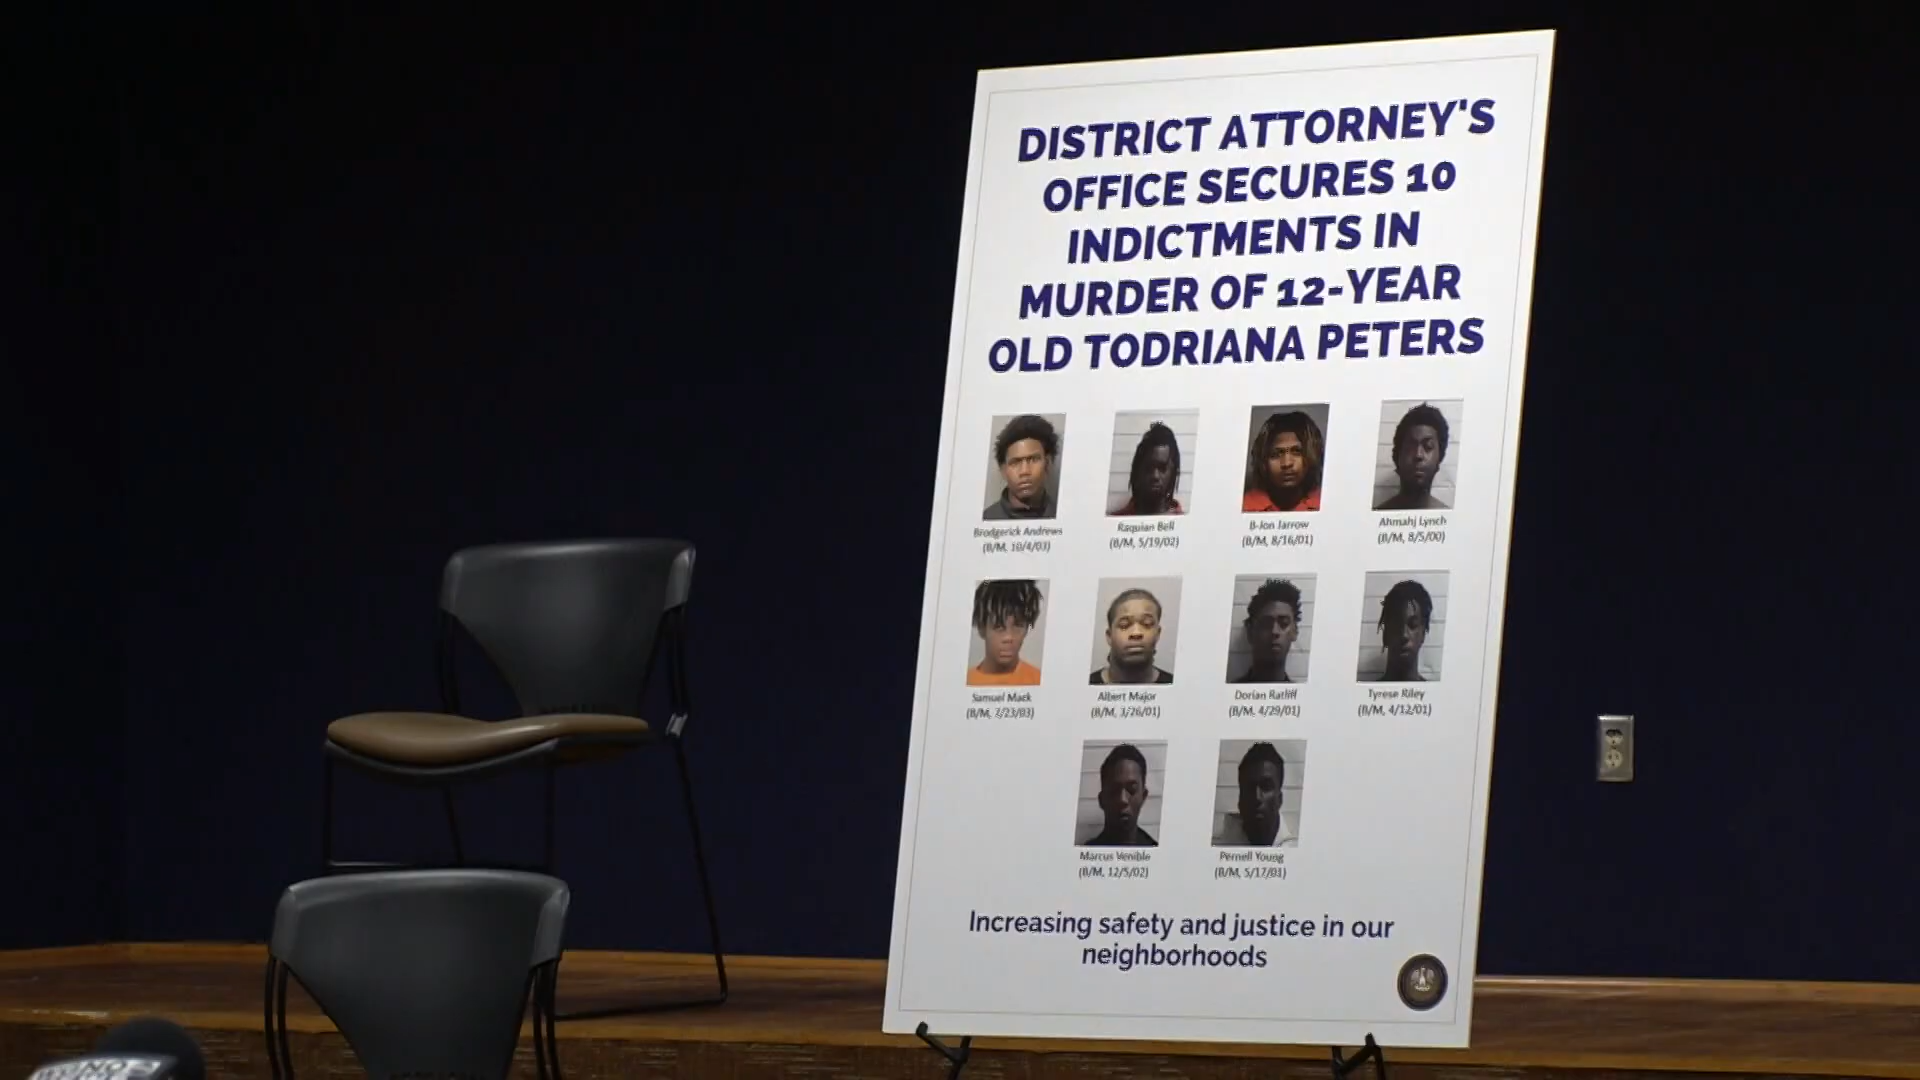 DISTRICT ATTORNEY'S
OFFICE SECURES 10
INDICTMENTS IN
MURDER OF 12-YEAR
OLD TODRIANA PETERS
Brodgerick Andrews
(B/M, 10/4/03)
Raquian Bell
(B/M, 5/19/02)
B-Jon Jarrow
(B/M, 8/16/01)
Ahmahj Lynch
(B/M, 8/5/00)
Samuel Mack
(B/M, 7/23/03)
Albert Major
(B/M, 3/26/01)
Dorian Ratliff
(B/M, 4/29/01)
Tyrese Riley
(B/M, 4/12/01)
Marcus Venible
(B/M, 12/5/02)
Pernell Young
(B/M, 5/17/01)
Increasing safety and justice in our
neighborhoods